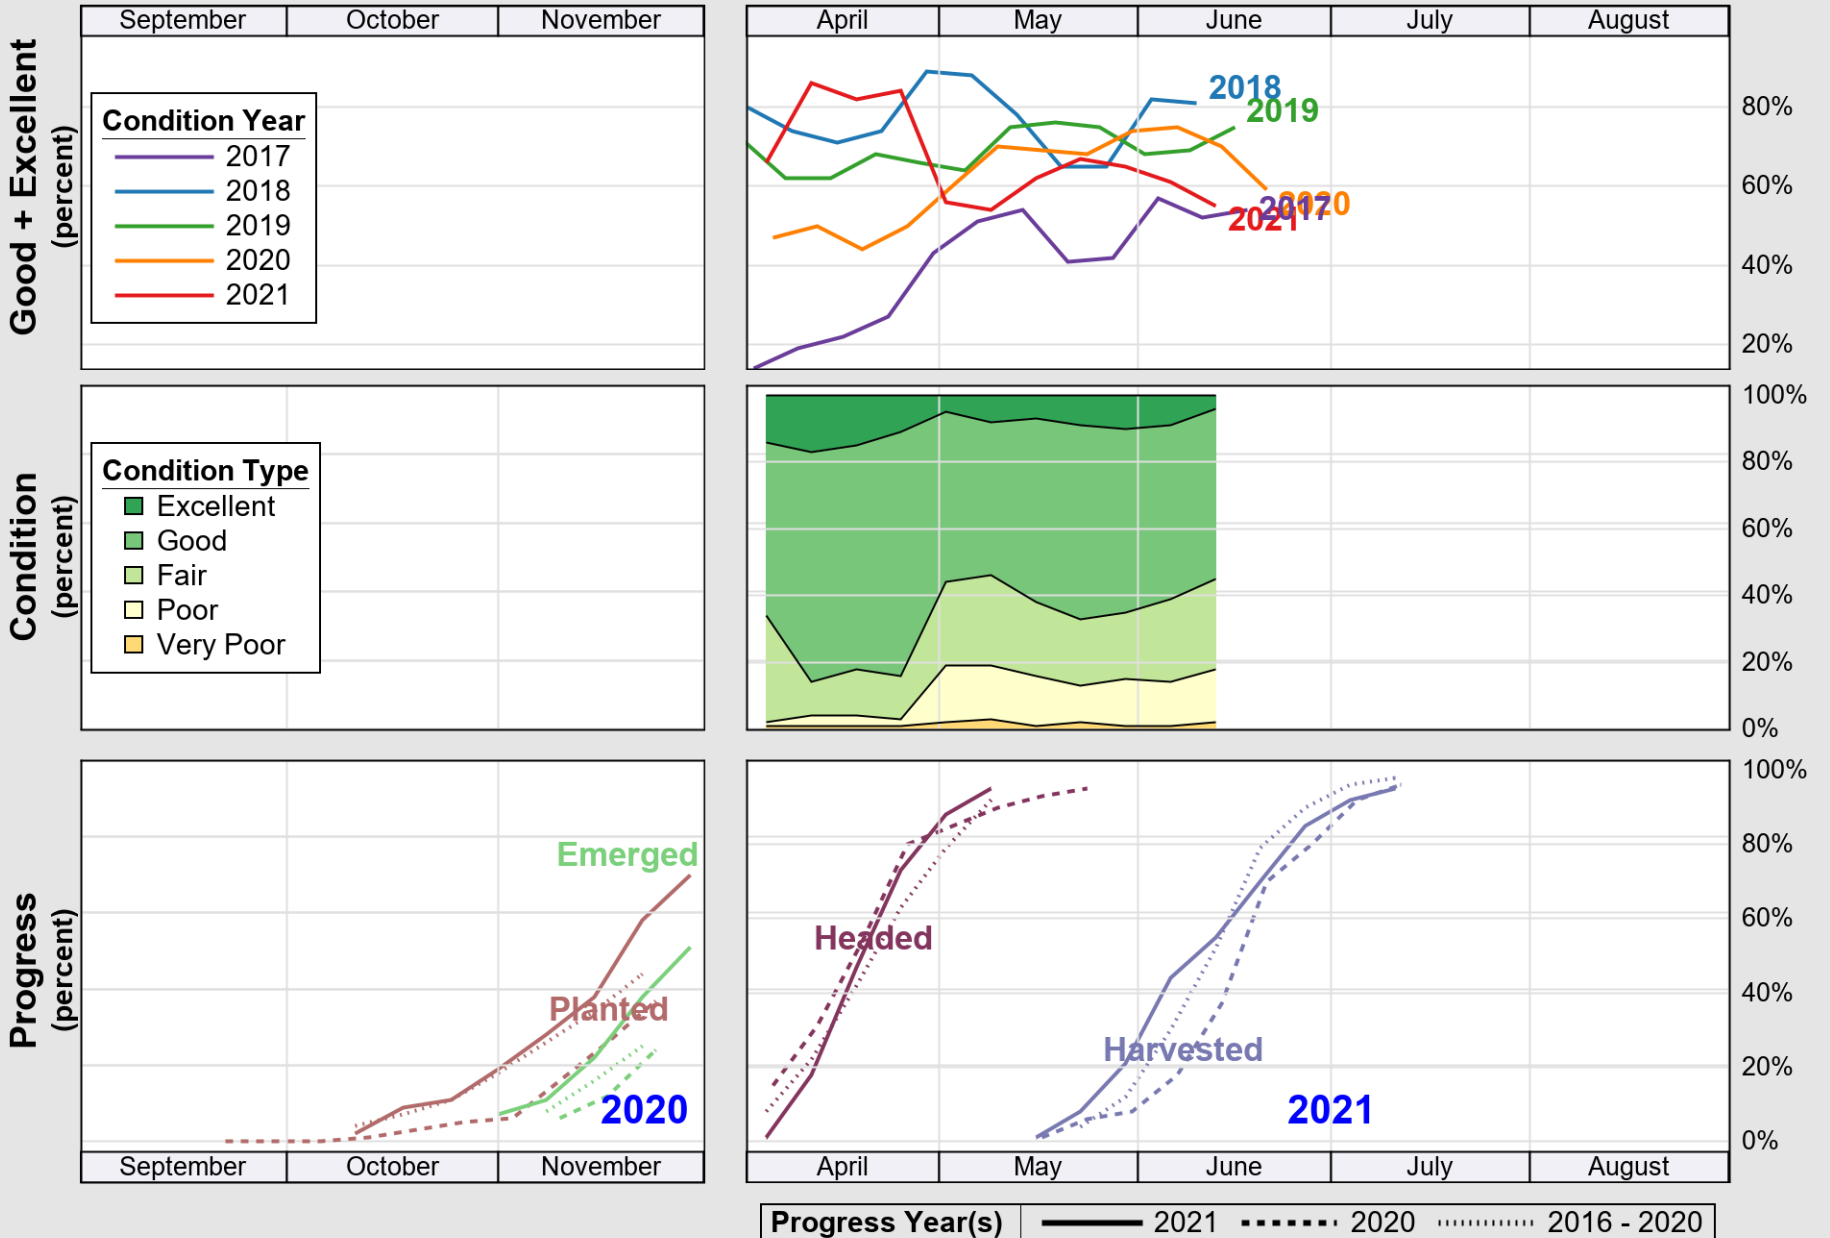 September October November April May June July August
Good + Excellent
(percent)
Condition Year
2017
2018
2019
2020
2021
2018
2019
2020
2017
2021
80%
60%
40%
20%
Condition
(percent)
Condition Type
Excellent
Good
Fair
Poor
Very Poor
100%
80%
60%
40%
20%
0%
Progress
(percent)
Emerged
Planted
2020
Headed
Harvested
2021
100%
80%
60%
40%
20%
0%
September October November April May June July August
Progress Year(s) 2021 2020 2016 - 2020